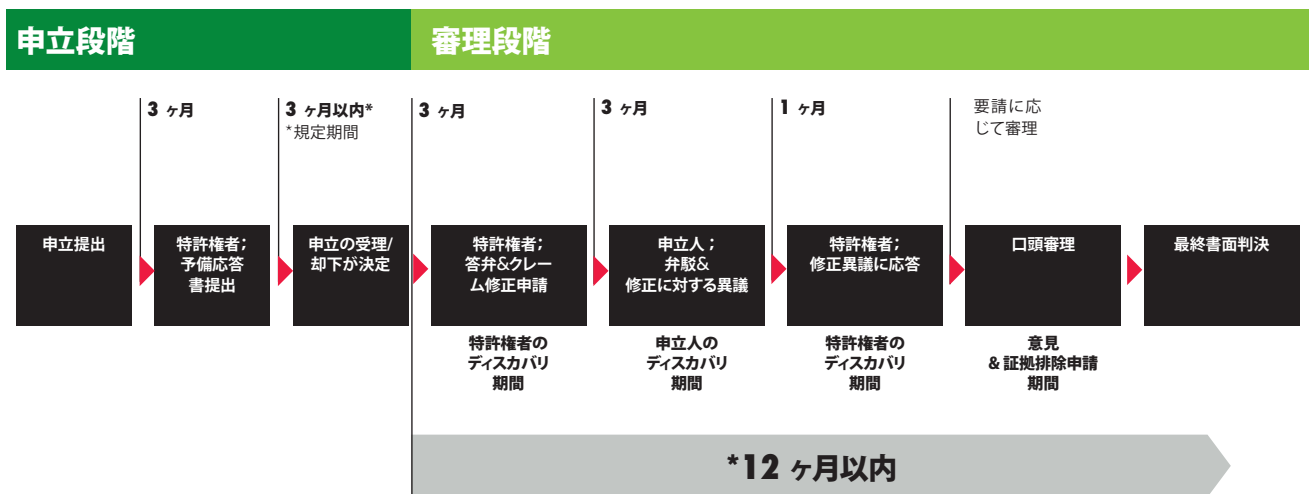 申立段階
審理段階
3 ヶ月
3 ヶ月以内*
*規定期間
3 ヶ月
3 ヶ月
1 ヶ月
要請に応
じて審理
申立提出
特許権者；
予備応答
書提出
申立の受理/
却下が決定
特許権者；
答弁&クレー
ム修正申請
申立人；
弁駁&
修正に対する異議
特許権者；
修正異議に応答
口頭審理
最終書面判決
特許権者の
ディスカバリ
期間
申立人の
ディスカバリ
期間
特許権者の
ディスカバリ
期間
意見
& 証拠排除申請
期間
*12 ヶ月以内